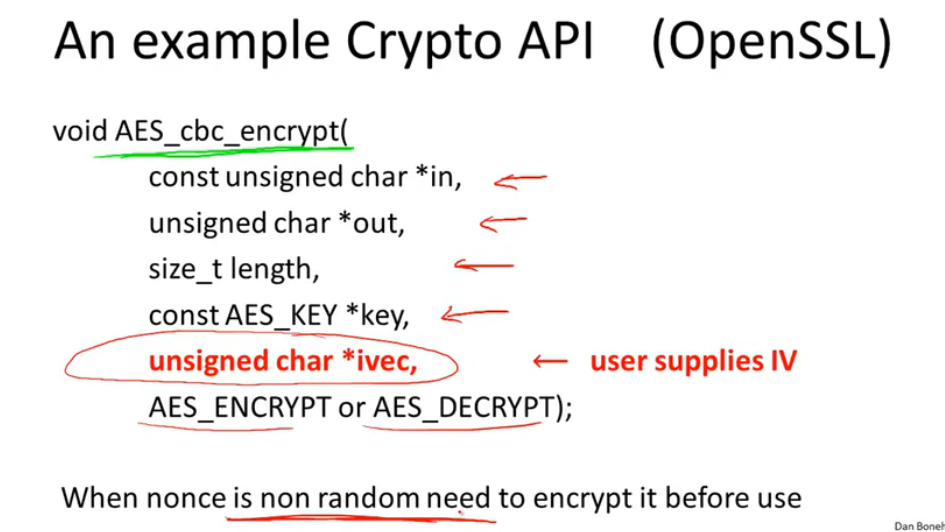 An example Crypto API (OpenSSL)
void AES_cbc_encrypt(
const unsigned char *in,
unsigned char *out,
size_t length,
const AES_KEY *key,
unsigned char *ivec, ← user supplies IV
AES_ENCRYPT or AES_DECRYPT);
When nonce is non random need to encrypt it before use
Dan Boneh